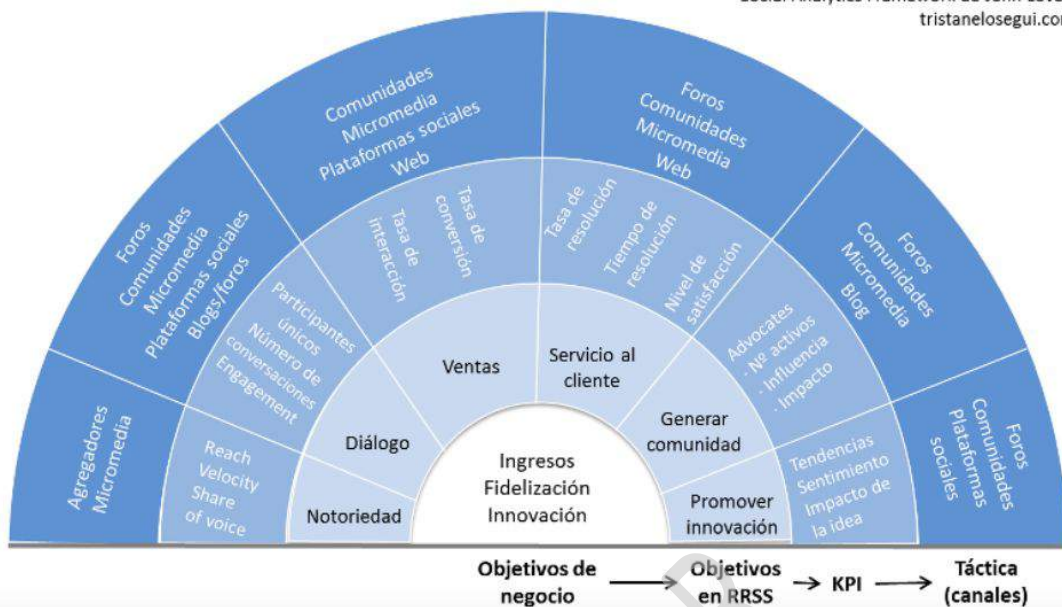 tristanelosegui.com
Agregadores
Micromedia
Foros
Comunidades
Micromedia
Plataformas sociales
Blogs/foros
Comunidades
Micromedia
Plataformas sociales
Web
Foros
Comunidades
Micromedia
Web
Foros
Comunidades
Micromedia
Blog
Foros
Comunidades
Plataformas
sociales
Reach
Velocity
Share
of voice
Participantes
únicos
Número de
conversaciones
Engagement
Tasa de
interacción
Tasa de
conversión
Tasa de
resolución
Tiempo de
resolución
Nivel de
satisfacción
Advocates
- Nº activos
- Influencia
- Impacto
Tendencias
Sentimiento
Impacto de
la idea
Notoriedad
Diálogo
Ventas
Servicio al
cliente
Generar
comunidad
Promover
innovación
Ingresos
Fidelización
Innovación
Objetivos de
negocio
Objetivos
en RRSS
KPI
Táctica
(canales)